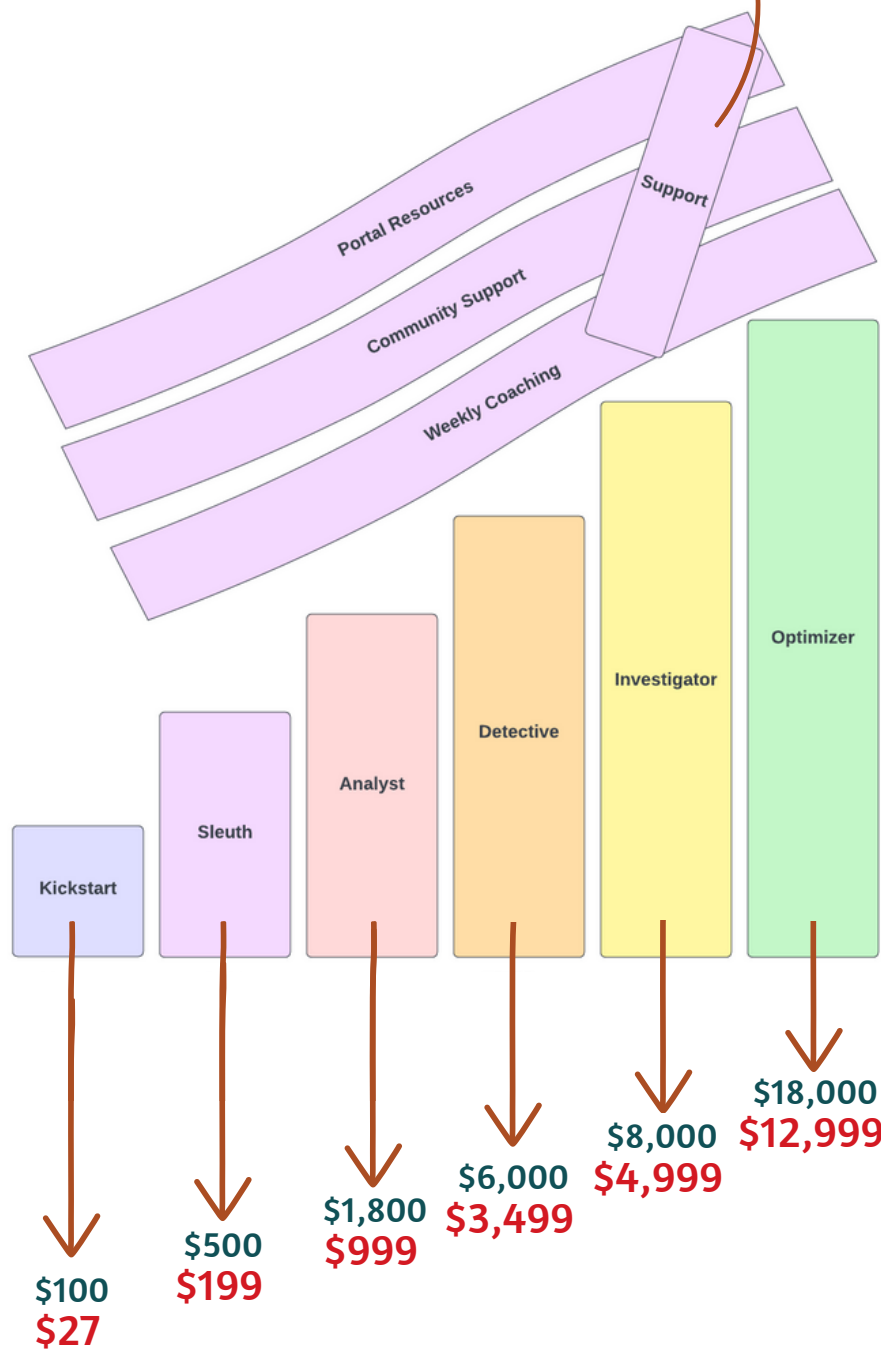 Portal Resources
Support
Community Support
Weekly Coaching
Kickstart
Sleuth
Analyst
Detective
Investigator
Optimizer
$100
$27
$500
$199
$1,800
$999
$6,000
$3,499
$8,000
$4,999
$18,000
$12,999